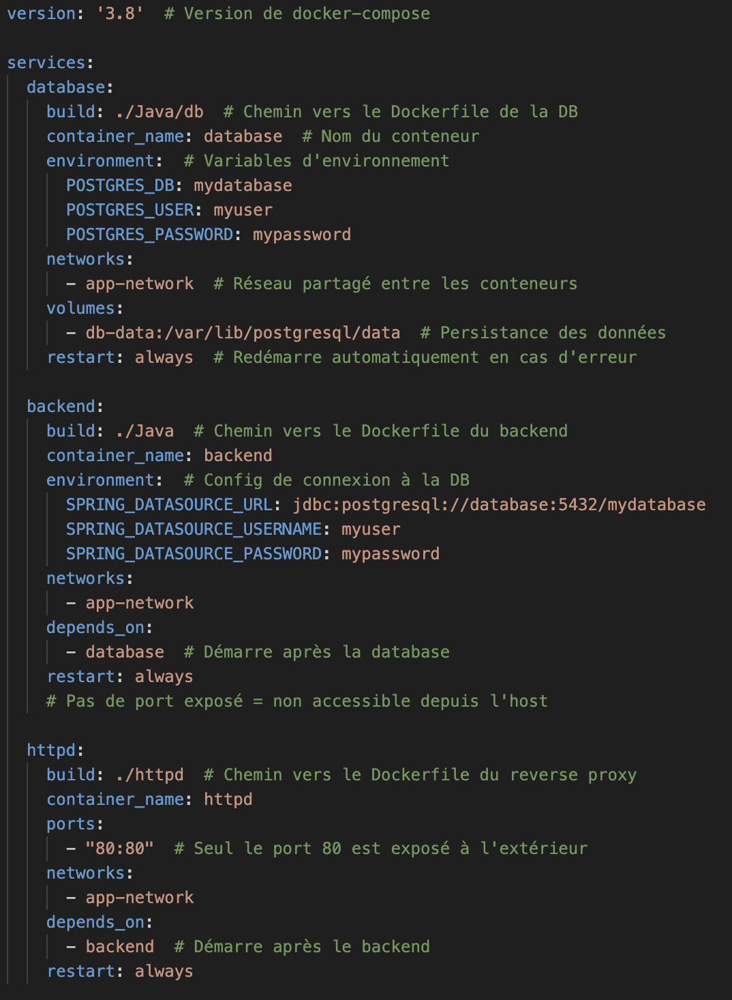 version: '3.8'  # Version de docker-compose
services:
  database:
    build: ./Java/db  # Chemin vers le Dockerfile de la DB
    container_name: database  # Nom du conteneur
    environment:  # Variables d'environnement
      POSTGRES_DB: mydatabase
      POSTGRES_USER: myuser
      POSTGRES_PASSWORD: mypassword
    networks:
      - app-network  # Réseau partagé entre les conteneurs
    volumes:
      - db-data:/var/lib/postgresql/data  # Persistance des données
    restart: always  # Redémarre automatiquement en cas d'erreur
  backend:
    build: ./Java  # Chemin vers le Dockerfile du backend
    container_name: backend
    environment:  # Config de connexion à la DB
      SPRING_DATASOURCE_URL: jdbc:postgresql://database:5432/mydatabase
      SPRING_DATASOURCE_USERNAME: myuser
      SPRING_DATASOURCE_PASSWORD: mypassword
    networks:
      - app-network
    depends_on:
      - database  # Démarre après la database
    restart: always
    # Pas de port exposé = non accessible depuis l'host
  httpd:
    build: ./httpd  # Chemin vers le Dockerfile du reverse proxy
    container_name: httpd
    ports:
      - "80:80"  # Seul le port 80 est exposé à l'extérieur
    networks:
      - app-network
    depends_on:
      - backend  # Démarre après le backend
    restart: always